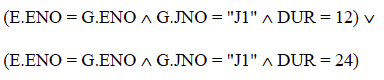 (E.ENO = G.ENO ∧ G.JNO = "J1" ∧ DUR = 12) ∨
(E.ENO = G.ENO ∧ G.JNO = "J1" ∧ DUR = 24)